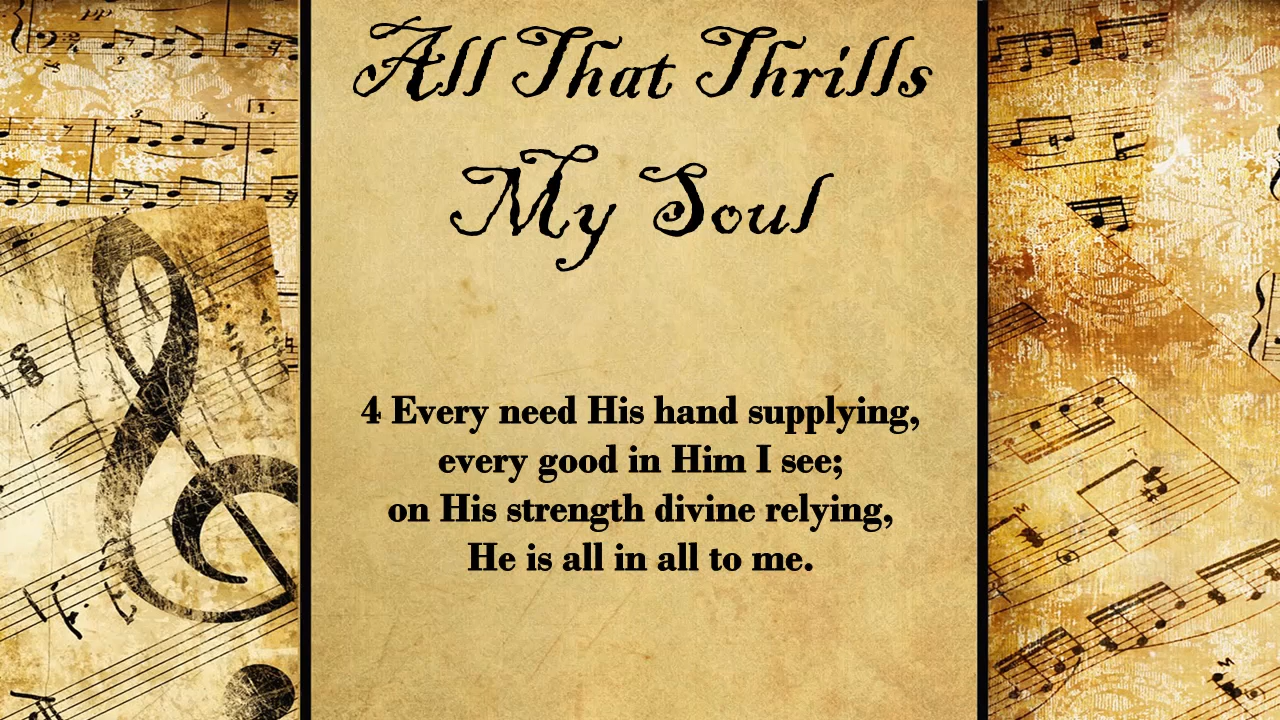 All That Thrills
My Soul
4 Every need His hand supplying,
every good in Him I see;
on His strength divine relying,
He is all in all to me.